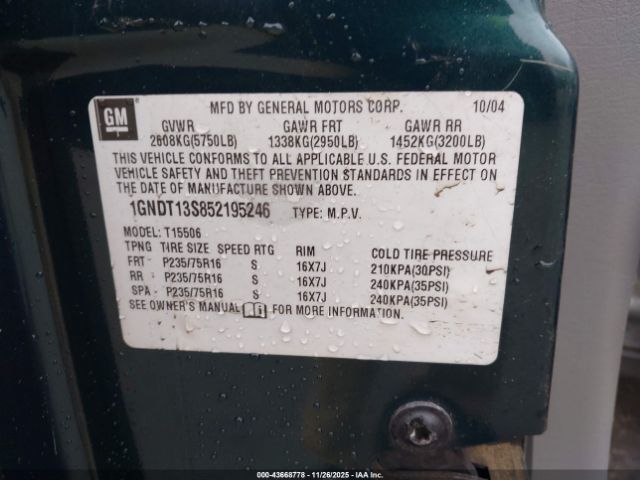 GM
MFD BY GENERAL MOTORS CORP. 10/04
GVWR GAWR FRT GAWR RR
2608KG(5750LB) 1338KG(2950LB) 1452KG(3200LB)
THIS VEHICLE CONFORMS TO ALL APPLICABLE U.S. FEDERAL MOTOR
VEHICLE SAFETY AND THEFT PREVENTION STANDARDS IN EFFECT ON
THE DATE OF MANUFACTURE SHOWN ABOVE.
1GNDT13S852195246 TYPE: M.P.V.
MODEL: T15506
TPNG TIRE SIZE SPEED RTG RIM COLD TIRE PRESSURE
FRT - P235/75R16 S 16X7J 210KPA(30PSI)
RR - P235/75R16 S 16X7J 240KPA(35PSI)
SPA - P235/75R16 S 16X7J 240KPA(35PSI)
SEE OWNER'S MANUAL FOR MORE INFORMATION.
000-43668778 - 11/26/2025 - IAAI.com